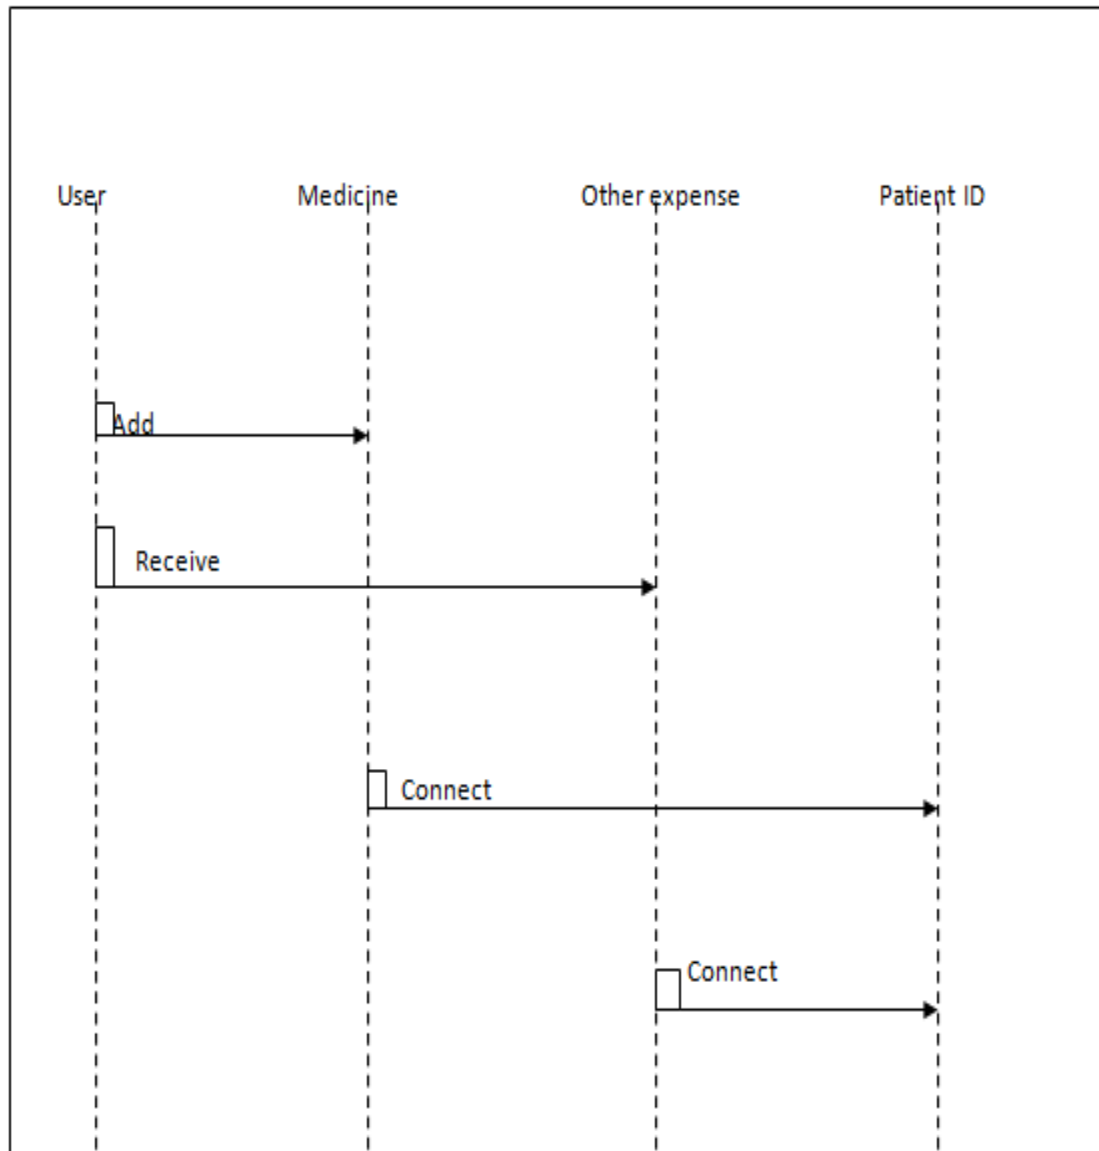 User
Medicine
Other expense
Patient ID
Add
Receive
Connect
Connect